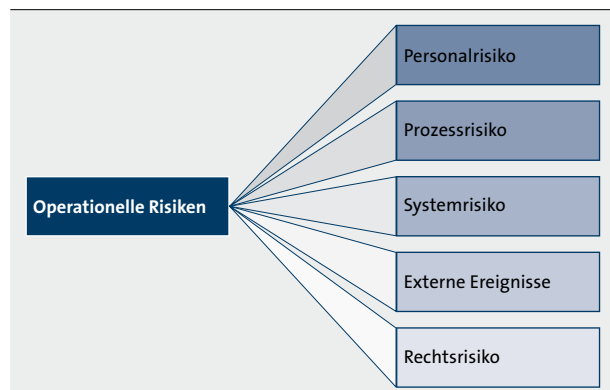 Personalrisiko
Prozessrisiko
Operationelle Risiken
Systemrisiko
Externe Ereignisse
Rechtsrisiko